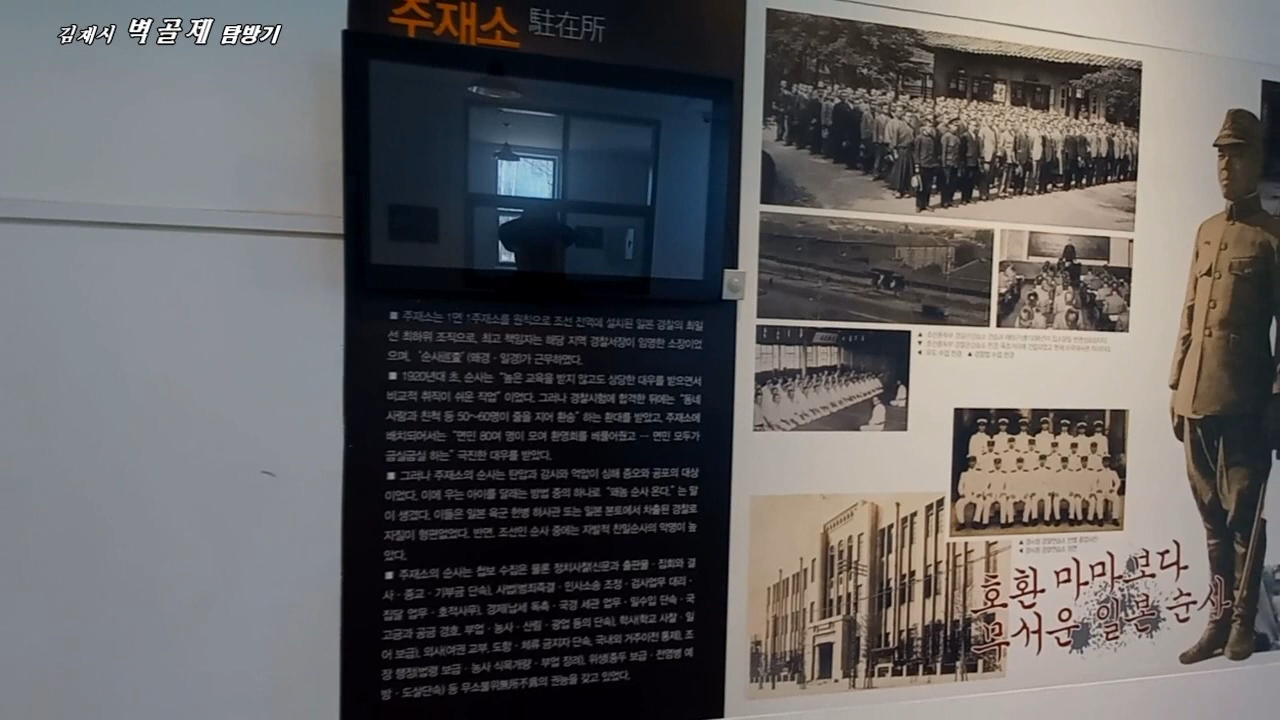 김제시 벽골제 탐방기
주재소 駐在所
■ 주재소는 1면 1주재소를 원칙으로 조선 전역에 설치된 일본 경찰의 최일
선 최하위 조직으로, 최고 책임자는 해당 지역 경찰서장이 임명한 소장이었
으며, “순사巡査” (왜경·일경)가 근무하였다.
■ 1920년대 초, 순사는 “높은 교육을 받지 않고도 상당한 대우를 받으면서
비교적 취직이 쉬운 직업” 이었다. 그러나 경찰시험에 합격한 뒤에는 “동네
사람과 친척 등 50~60명이 줄을 지어 환송” 하는 환대를 받았고, 주재소에
배치되어서는 “면민 80여 명이 모여 환영회를 베풀어줬고 … 면민 모두가
굽실굽실 하는” 극진한 대우를 받았다.
■ 그러나 주재소의 순사는 탄압과 감시와 억압이 심해 증오와 공포의 대상
이었다. 이에 우는 아이를 달래는 방법 중의 하나로 “왜놈 순사 온다.” 는 말
이 생겼다. 이들은 일본 육군 헌병 하사관 또는 일본 본토에서 차출된 경찰로
자질이 형편없었다. 반면, 조선인 순사 중에는 자발적 친일순사의 악명이 높
았다.
■ 주재소의 순사는 첩보 수집은 물론 정치사찰(신문과 출판물·집회와 결
사·종교·기부금 단속), 사법(범죄즉결·민사소송 조정·검사업무 대리·
집달 업무·호적사무), 경제(납세 독촉·국경 세관 업무·밀수입 단속·국
고금과 공금 경호, 부업·농사·산림·광업 등의 단속), 학사(학교 사찰·일
어 보급), 외사(여권 교부, 도항·체류 금지자 단속, 국내외 거주이전 통제), 조
장 행정(법령 보급·농사 식목개량·부업 장려), 위생(종두 보급·전염병 예
방·도살단속) 등 무소불위無所不爲의 권능을 갖고 있었다.
호환 마마보다
무서운 일본 순사